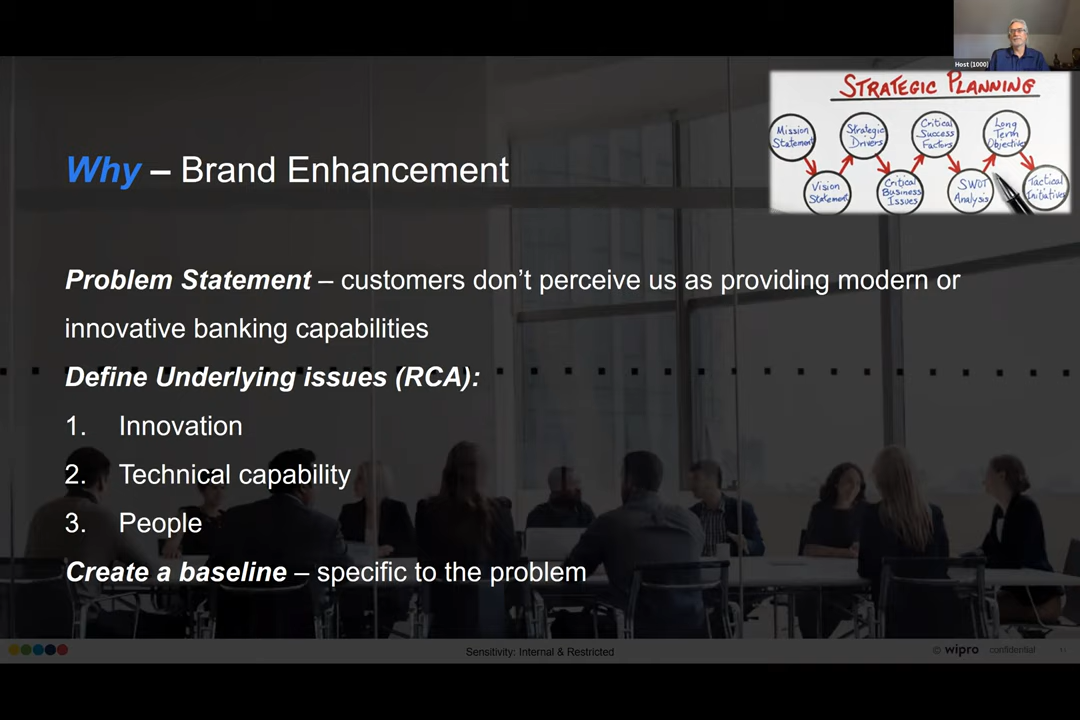 Host (1000)
STRATEGIC PLANNING
Mission
Statement
Strategic
Drivers
Critical
Success
Factors
Long
Term
Objective
Vision
Statement
Critical
Business
Issues
SWOT
Analysis
Tactical
Initiatives
Why – Brand Enhancement
Problem Statement – customers don’t perceive us as providing modern or
innovative banking capabilities
Define Underlying issues (RCA):
1. Innovation
2. Technical capability
3. People
Create a baseline – specific to the problem
Sensitivity: Internal & Restricted
© wipro confidential